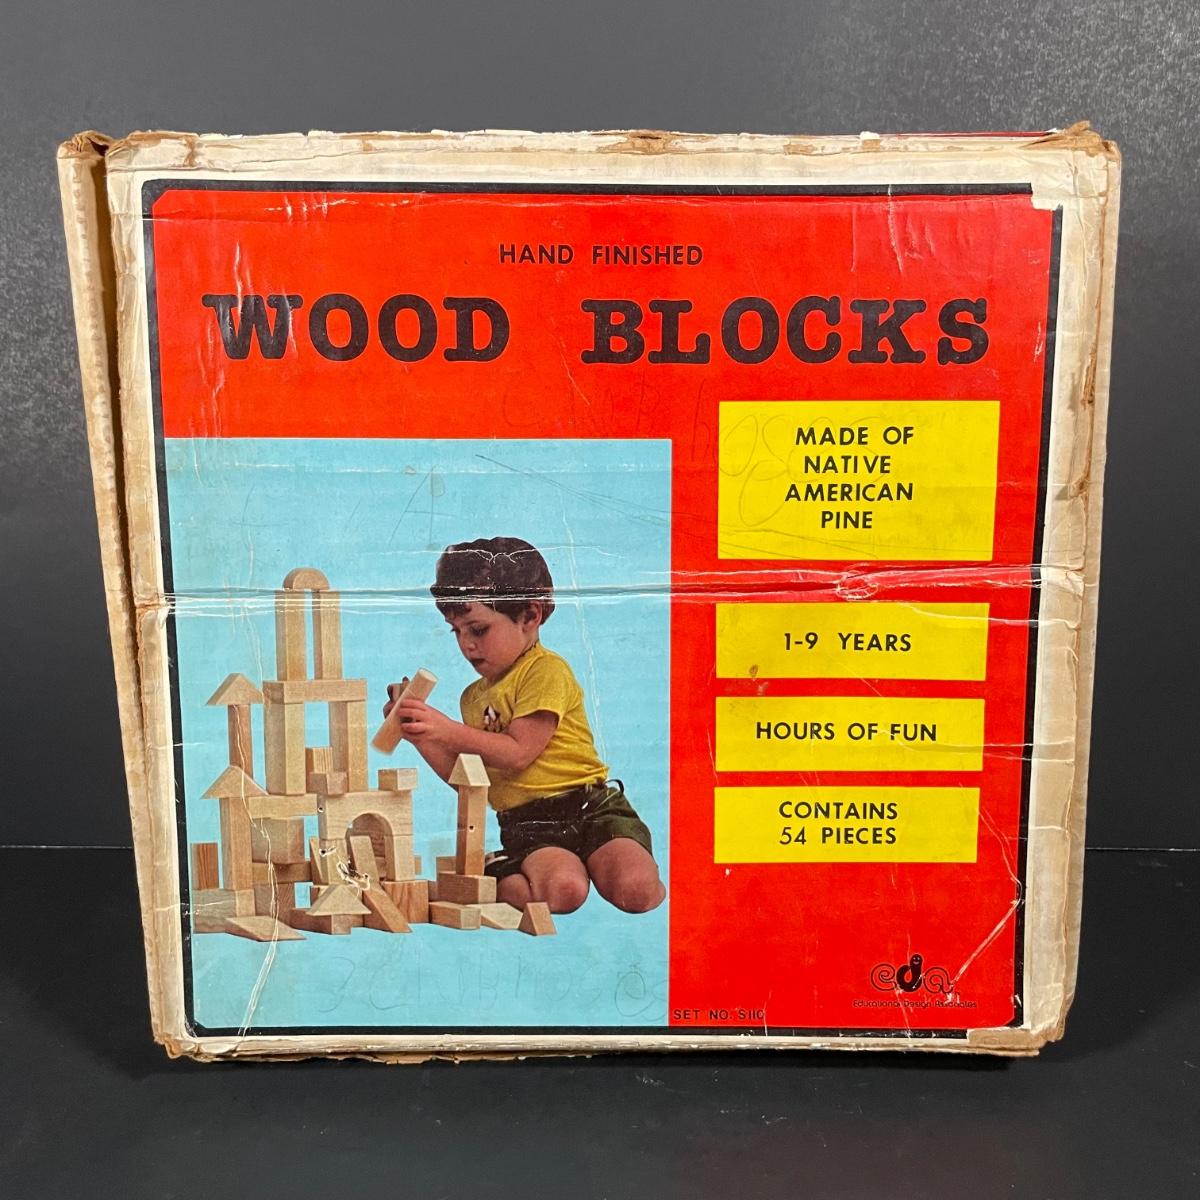 HAND FINISHED
WOOD BLOCKS
MADE OF
NATIVE
AMERICAN
PINE
1-9 YEARS
HOURS OF FUN
CONTAINS
54 PIECES
eda
Educational Design Associates
SET NO. S110